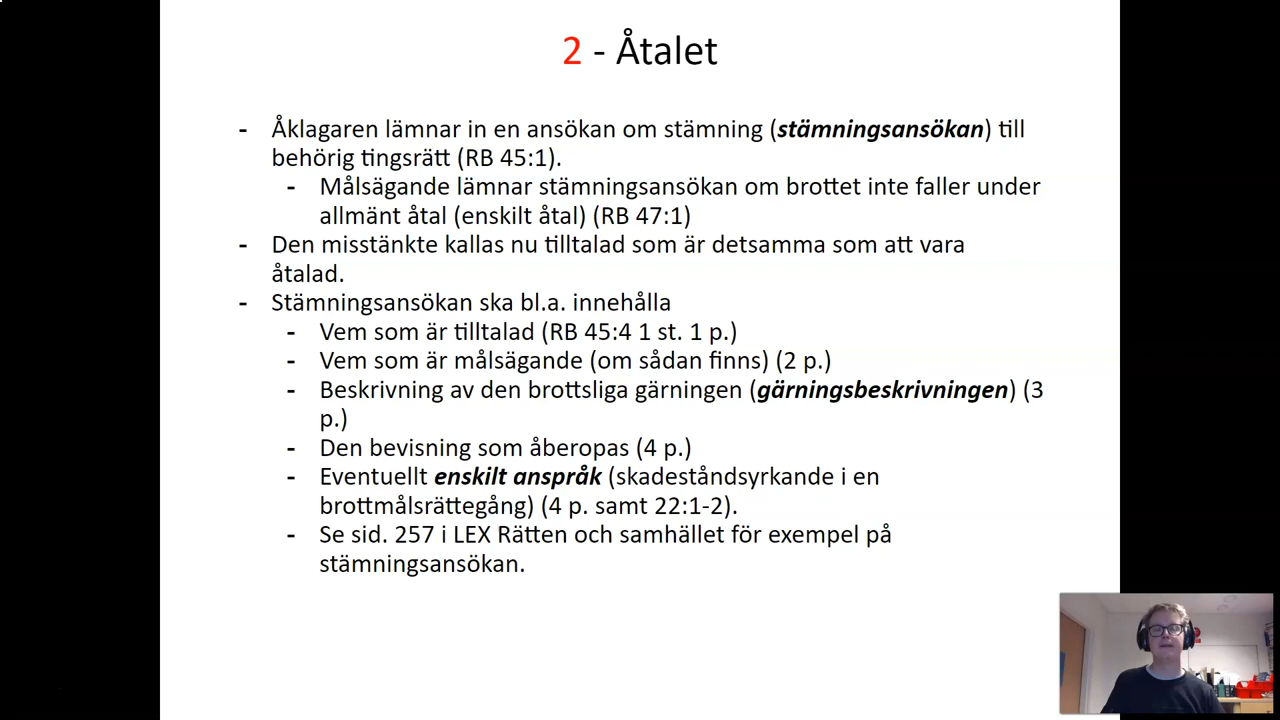 2 - Åtalet
- Åklagaren lämnar in en ansökan om stämning (stämningsansökan) till
behörig tingsrätt (RB 45:1).
- Målsägande lämnar stämningsansökan om brottet inte faller under
allmänt åtal (enskilt åtal) (RB 47:1)
- Den misstänkte kallas nu tilltalad som är detsamma som att vara
åtalad.
- Stämningsansökan ska bl.a. innehålla
- Vem som är tilltalad (RB 45:4 1 st. 1 p.)
- Vem som är målsägande (om sådan finns) (2 p.)
- Beskrivning av den brottsliga gärningen (gärningsbeskrivningen) (3
p.)
- Den bevisning som åberopas (4 p.)
- Eventuellt enskilt anspråk (skadeståndsyrkande i en
brottmålsrättegång) (4 p. samt 22:1-2).
- Se sid. 257 i LEX Rätten och samhället för exempel på
stämningsansökan.